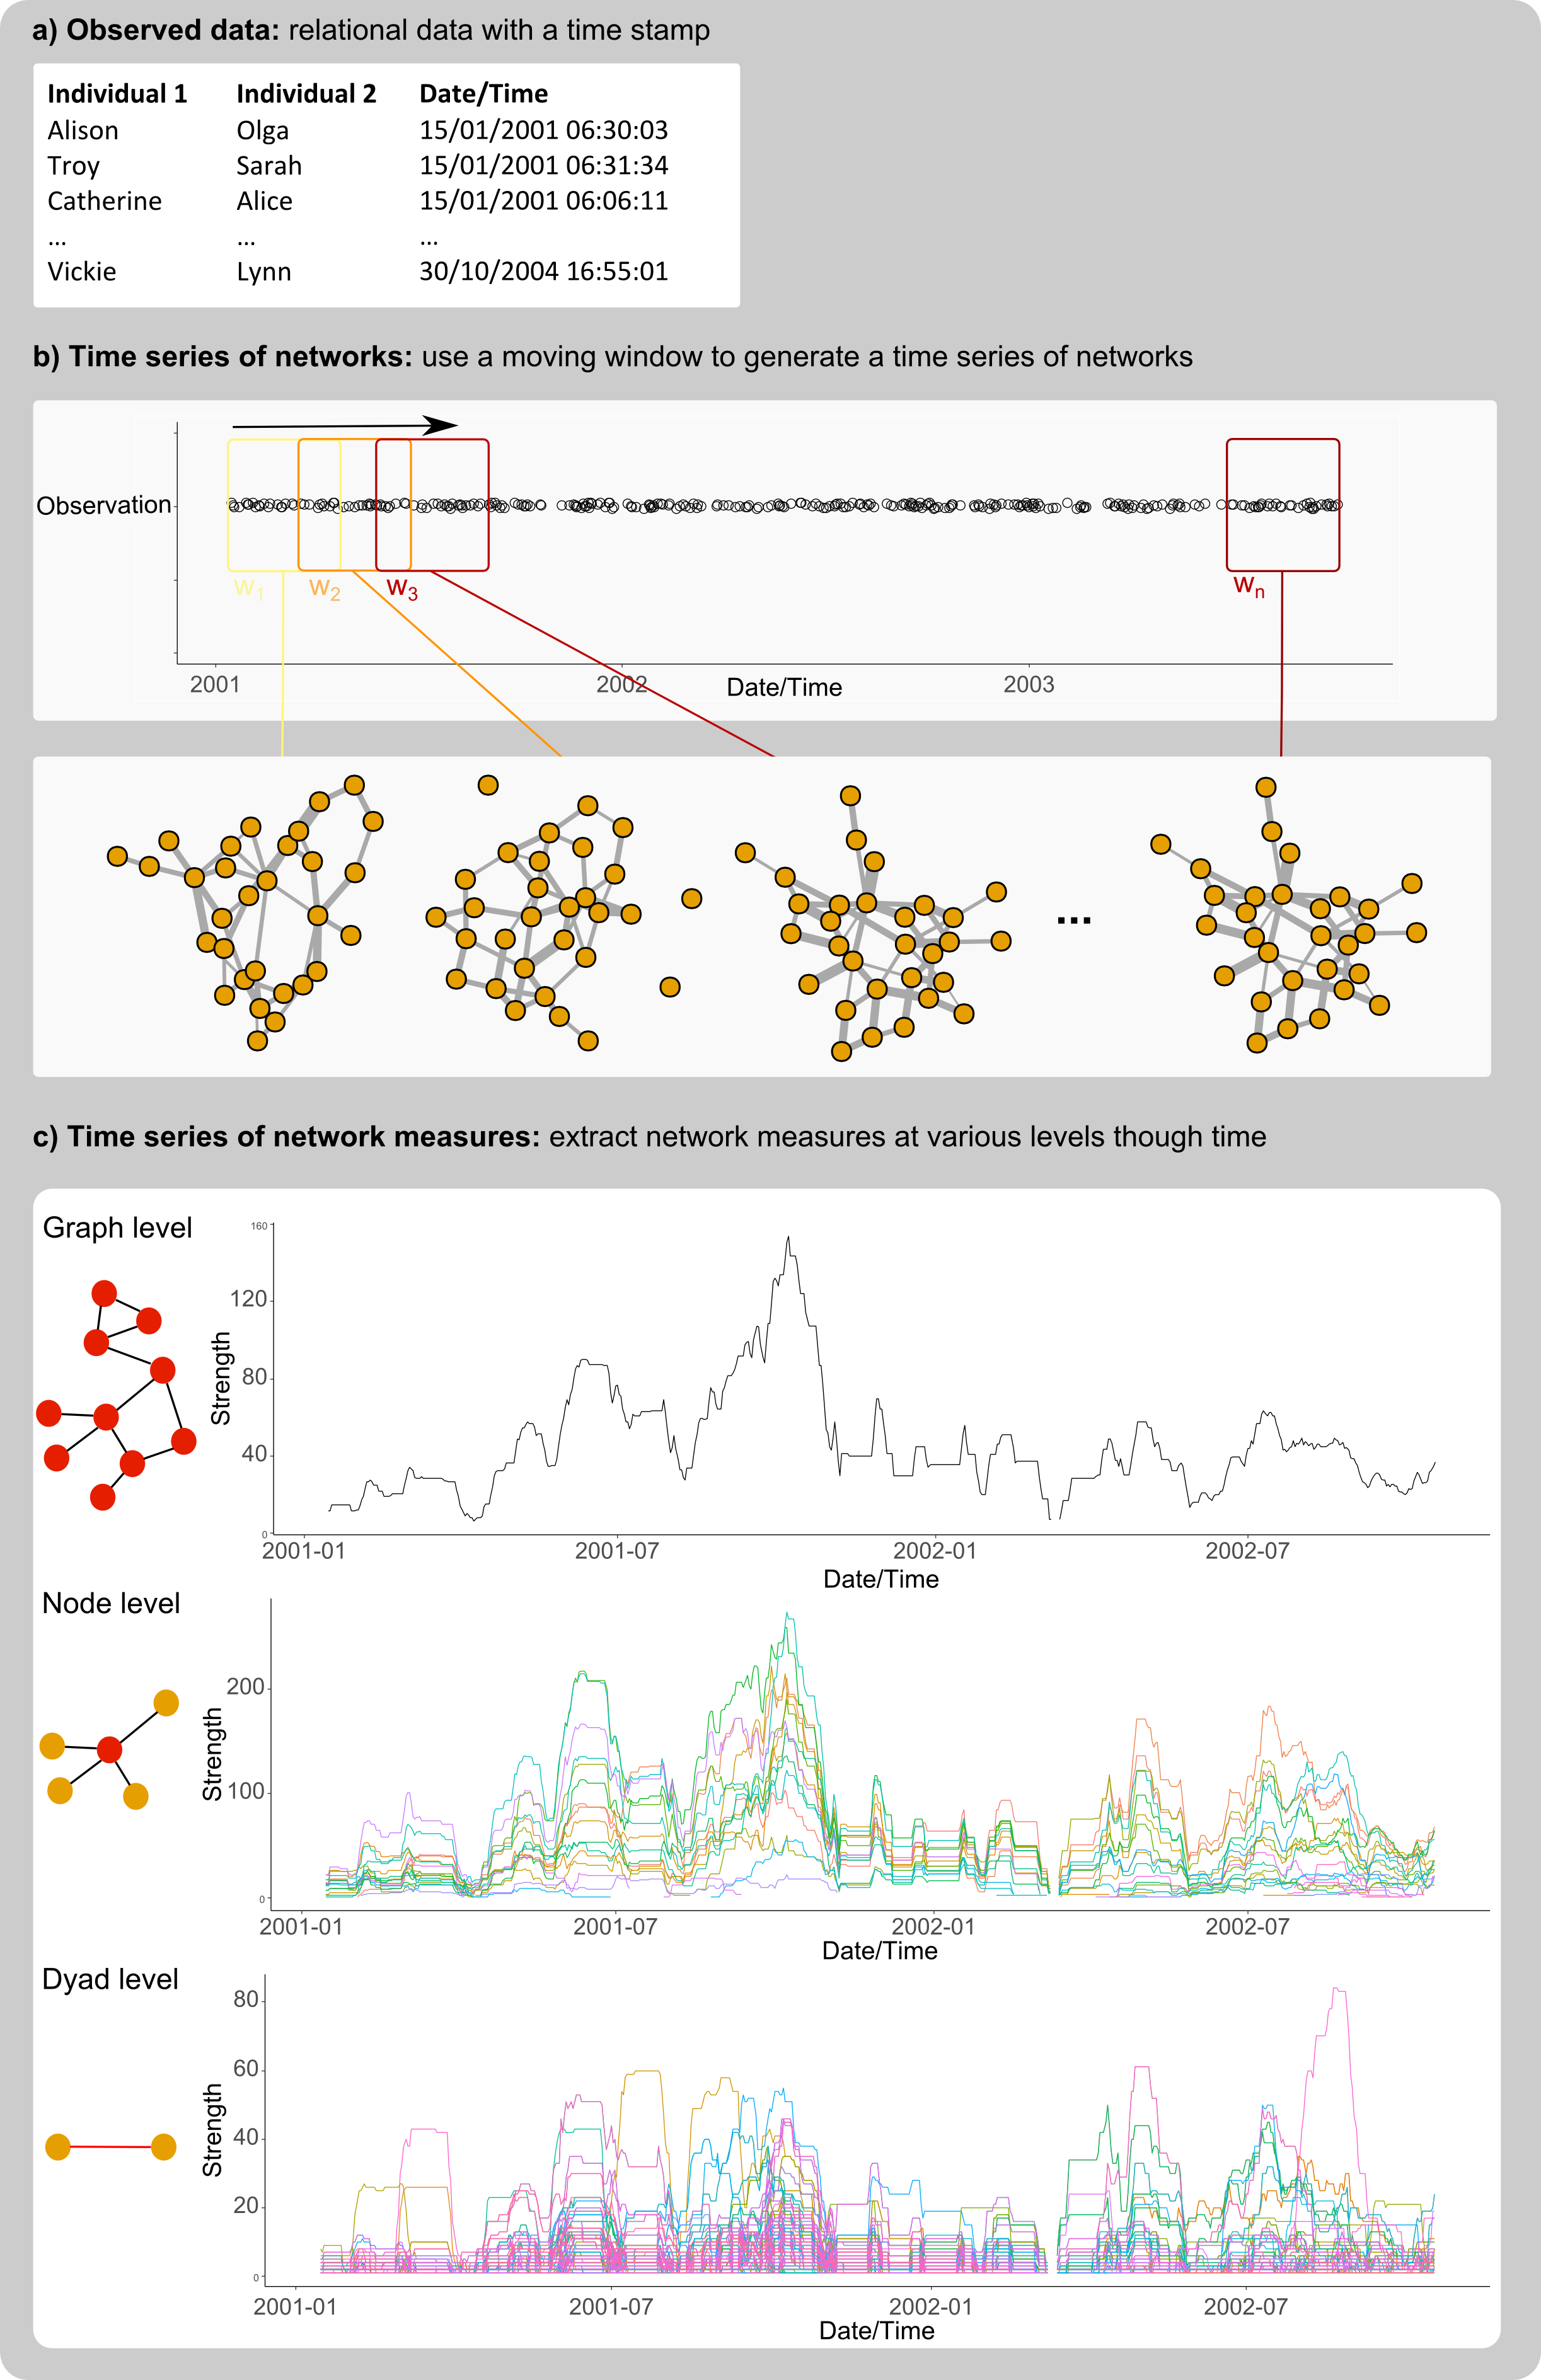 a) Observed data: relational data with a time stamp
Individual 1 Individual 2 Date/Time
Alison Olga 15/01/2001 06:30:03
Troy Sarah 15/01/2001 06:31:34
Catherine Alice 15/01/2001 06:06:11
... ... ...
Vickie Lynn 30/10/2004 16:55:01
b) Time series of networks: use a moving window to generate a time series of networks
Observation
w1 w2 w3 wn
2001 2002 2003
Date/Time
...
c) Time series of network measures: extract network measures at various levels though time
Graph level
Strength
160
120
80
40
0
2001-01 2001-07 2002-01 2002-07
Date/Time
Node level
Strength
200
100
0
2001-01 2001-07 2002-01 2002-07
Date/Time
Dyad level
Strength
80
60
40
20
0
2001-01 2001-07 2002-01 2002-07
Date/Time